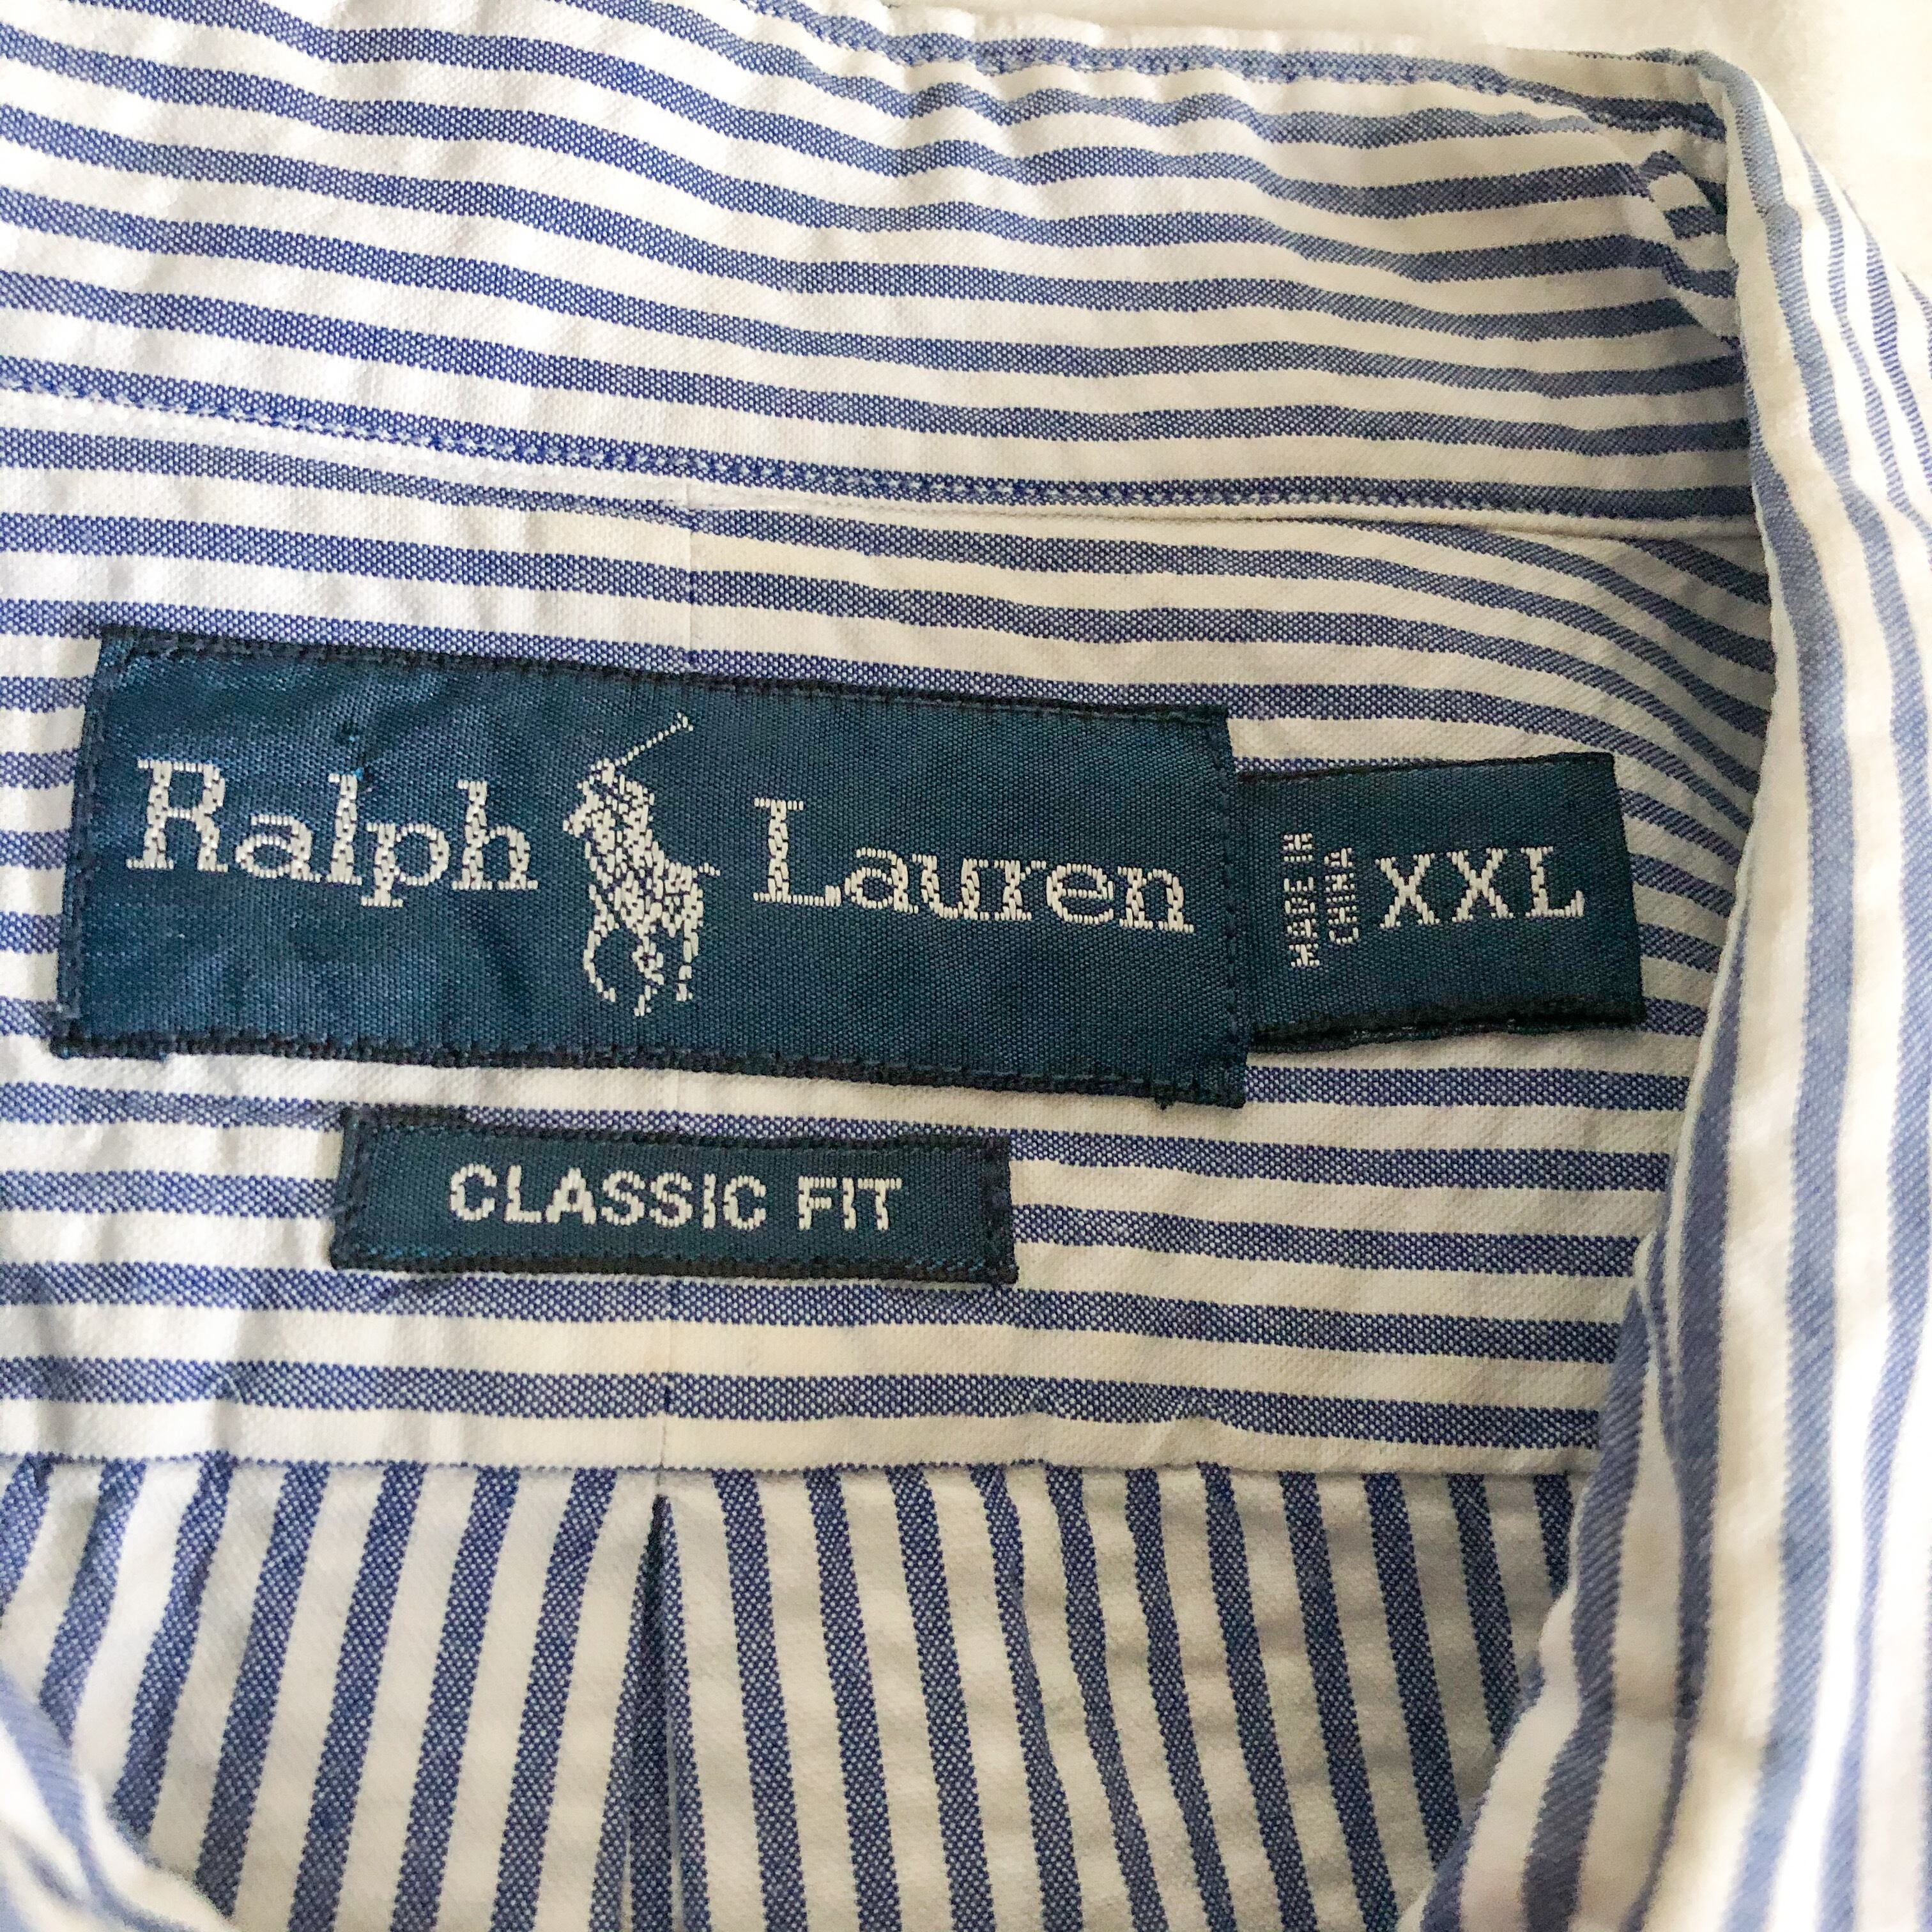 Ralph Lauren
MADE IN
CHINA
XXL
CLASSIC FIT